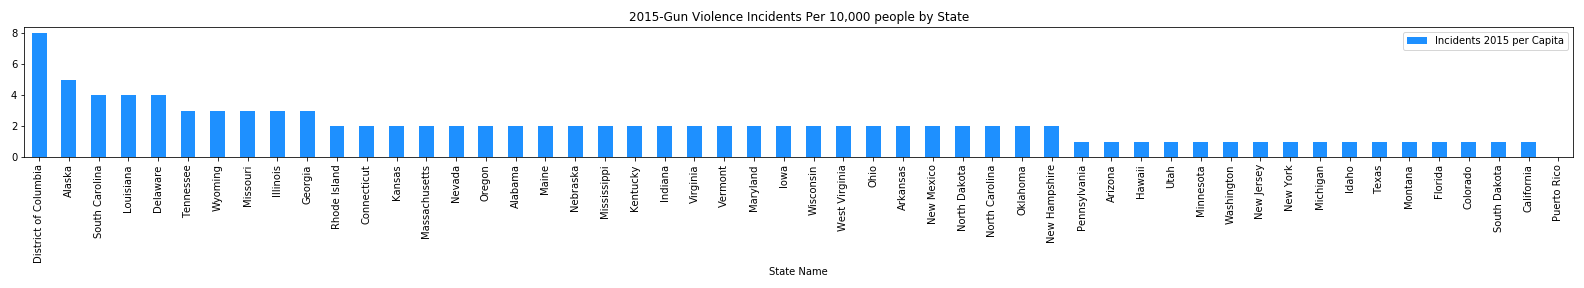 2015-Gun Violence Incidents Per 10,000 people by State
Incidents 2015 per Capita
8
6
4
2
0
District of Columbia
Alaska
South Carolina
Louisiana
Delaware
Tennessee
Wyoming
Missouri
Illinois
Georgia
Rhode Island
Connecticut
Kansas
Massachusetts
Nevada
Oregon
Alabama
Maine
Nebraska
Mississippi
Kentucky
Indiana
Virginia
Vermont
Maryland
Iowa
Wisconsin
West Virginia
Ohio
Arkansas
New Mexico
North Dakota
North Carolina
Oklahoma
New Hampshire
Pennsylvania
Arizona
Hawaii
Utah
Minnesota
Washington
New Jersey
New York
Michigan
Idaho
Texas
Montana
Florida
Colorado
South Dakota
California
Puerto Rico
State Name